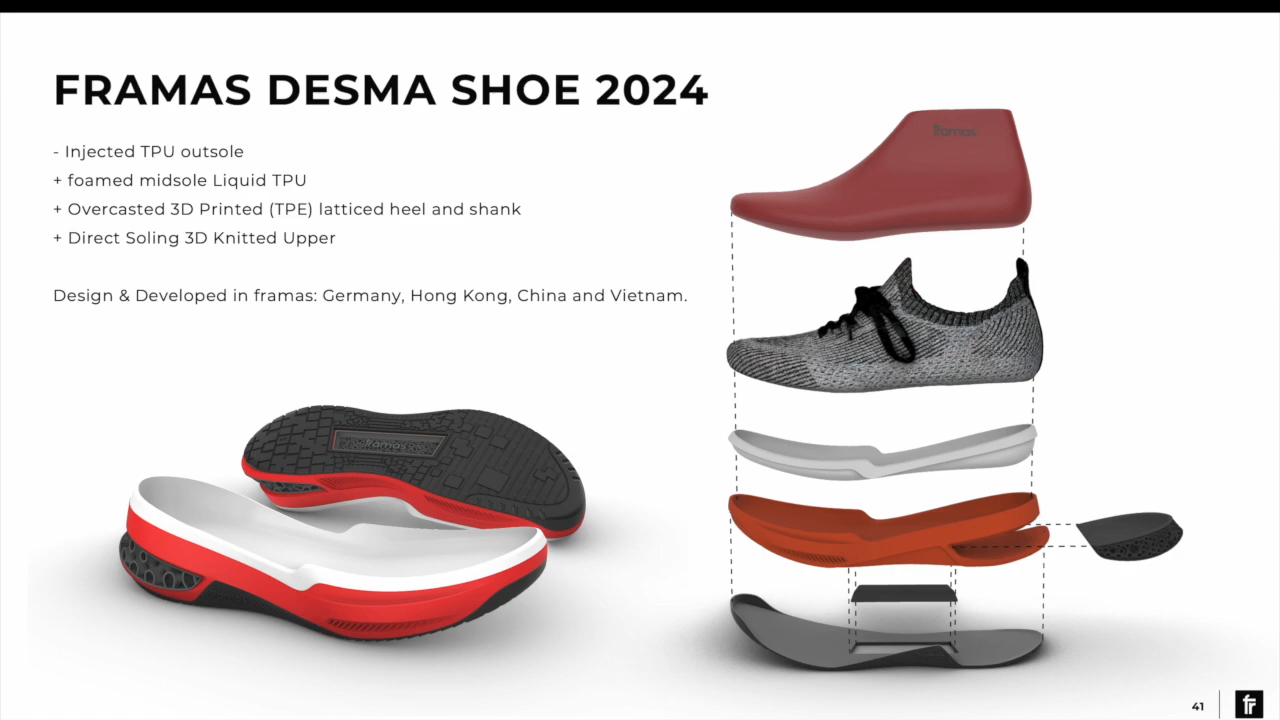 FRAMAS DESMA SHOE 2024
- Injected TPU outsole
+ foamed midsole Liquid TPU
+ Overcasted 3D Printed (TPE) latticed heel and shank
+ Direct Soling 3D Knitted Upper
Design & Developed in framas: Germany, Hong Kong, China and Vietnam.
framas
framas
41
fr